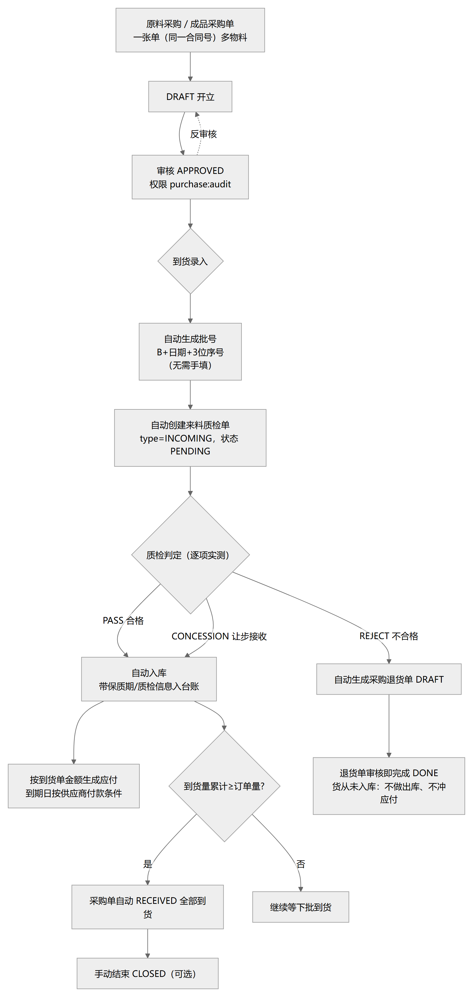 原料采购 / 成品采购单
一张单（同一合同号）多物料
DRAFT 开立
反审核
审核 APPROVED
权限 purchase:audit
到货录入
自动生成批号
B+日期+3位序号
（无需手填）
自动创建来料质检单
type=INCOMING，状态
PENDING
质检判定（逐项实测）
PASS 合格
CONCESSION 让步接收
REJECT 不合格
自动入库
带保质期/质检信息入台账
自动生成采购退货单 DRAFT
按到货单金额生成应付
到期日按供应商付款条件
到货量累计≥订单量?
退货单审核即完成 DONE
货从未入库：不做出库、不冲
应付
是
否
采购单自动 RECEIVED 全部到
货
继续等下批到货
手动结束 CLOSED（可选）